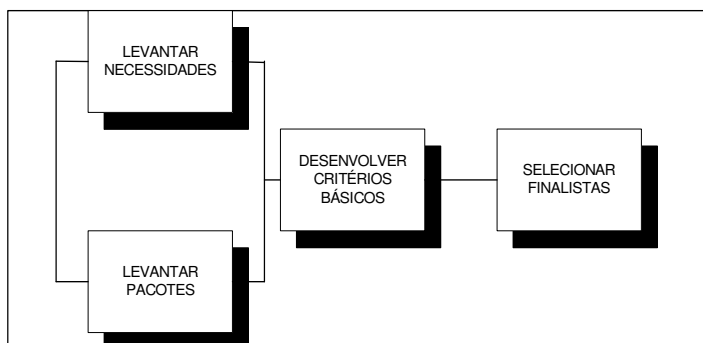 LEVANTAR
NECESSIDADES
DESENVOLVER
CRITÉRIOS
BÁSICOS
SELECIONAR
FINALISTAS
LEVANTAR
PACOTES